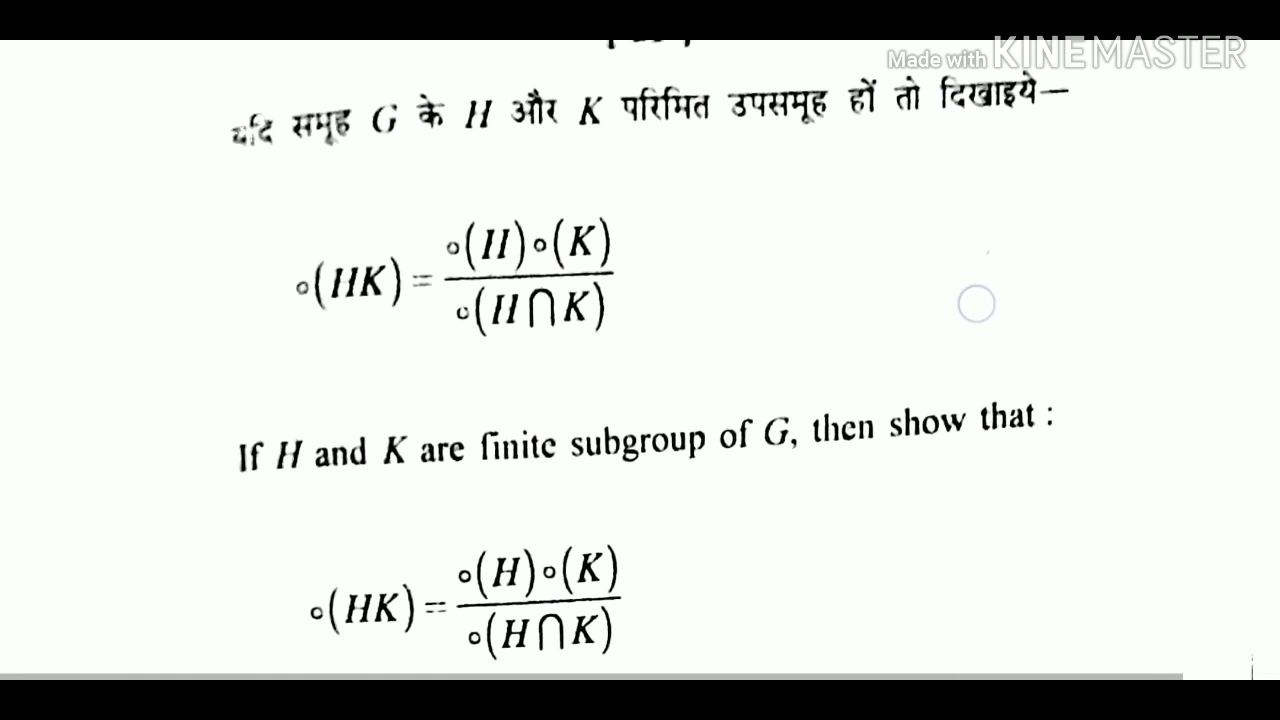 Made with KINEMASTER
यदि समूह G के H और K परिमित उपसमूह हों तो दिखाइये—
∘(HK) = ∘(H)∘(K) / ∘(H⋂K)
If H and K are finite subgroup of G, then show that :
∘(HK) = ∘(H)∘(K) / ∘(H⋂K)